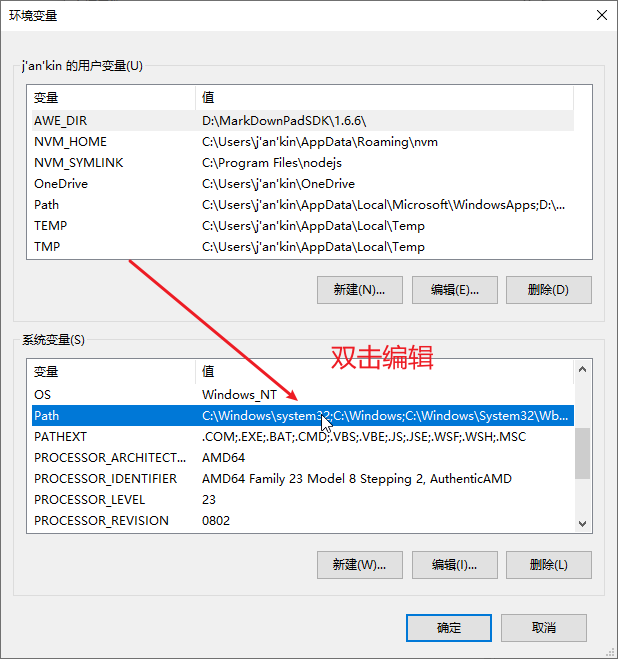 环境变量
j'an'kin 的用户变量(U)
变量 值
AWE_DIR D:\MarkDownPadSDK\1.6.6\
NVM_HOME C:\Users\j'an'kin\AppData\Roaming\nvm
NVM_SYMLINK C:\Program Files\nodejs
OneDrive C:\Users\j'an'kin\OneDrive
Path C:\Users\j'an'kin\AppData\Local\Microsoft\WindowsApps;D:\...
TEMP C:\Users\j'an'kin\AppData\Local\Temp
TMP C:\Users\j'an'kin\AppData\Local\Temp
新建(N)... 编辑(E)... 删除(D)
系统变量(S)
双击编辑
变量 值
OS Windows_NT
Path C:\Windows\system32;C:\Windows;C:\Windows\System32\Wb...
PATHEXT .COM;.EXE;.BAT;.CMD;.VBS;.VBE;.JS;.JSE;.WSF;.WSH;.MSC
PROCESSOR_ARCHITECT... AMD64
PROCESSOR_IDENTIFIER AMD64 Family 23 Model 8 Stepping 2, AuthenticAMD
PROCESSOR_LEVEL 23
PROCESSOR_REVISION 0802
新建(W)... 编辑(I)... 删除(L)
确定 取消